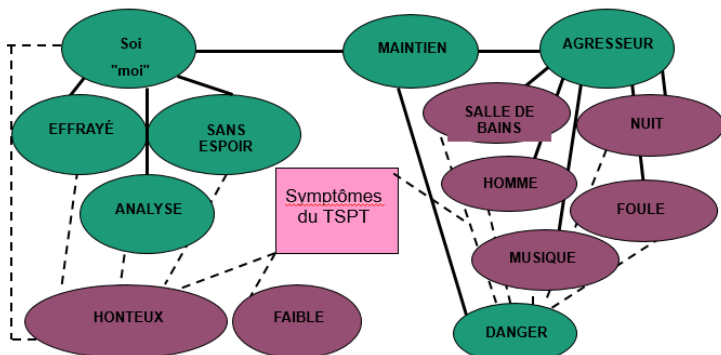 Soi
"moi"
MAINTIEN
AGRESSEUR
EFFRAYÉ
SANS
ESPOIR
SALLE DE
BAINS
NUIT
Symptômes
du TSPT
HOMME
ANALYSE
FOULE
MUSIQUE
HONTEUX
FAIBLE
DANGER